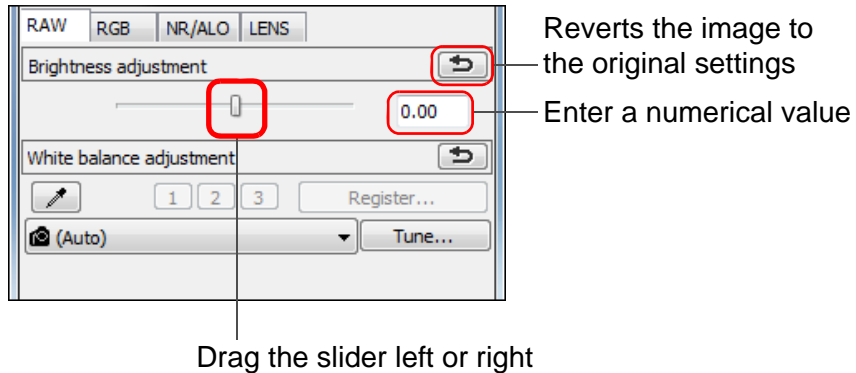 RAW RGB NR/ALO LENS
Reverts the image to
the original settings
Brightness adjustment
0.00
Enter a numerical value
White balance adjustment
1 2 3 Register...
(Auto) Tune...
Drag the slider left or right